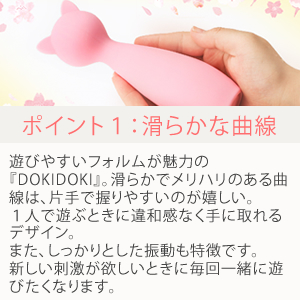 ポイント１：滑らかな曲線
遊びやすいフォルムが魅力の
『DOKIDOKI』。滑らかでメリハリのある曲
線は、片手で握りやすいのが嬉しい。
１人で遊ぶときに違和感なく手に取れる
デザイン。
また、しっかりとした振動も特徴です。
新しい刺激が欲しいときに毎回一緒に遊
びたくなります。